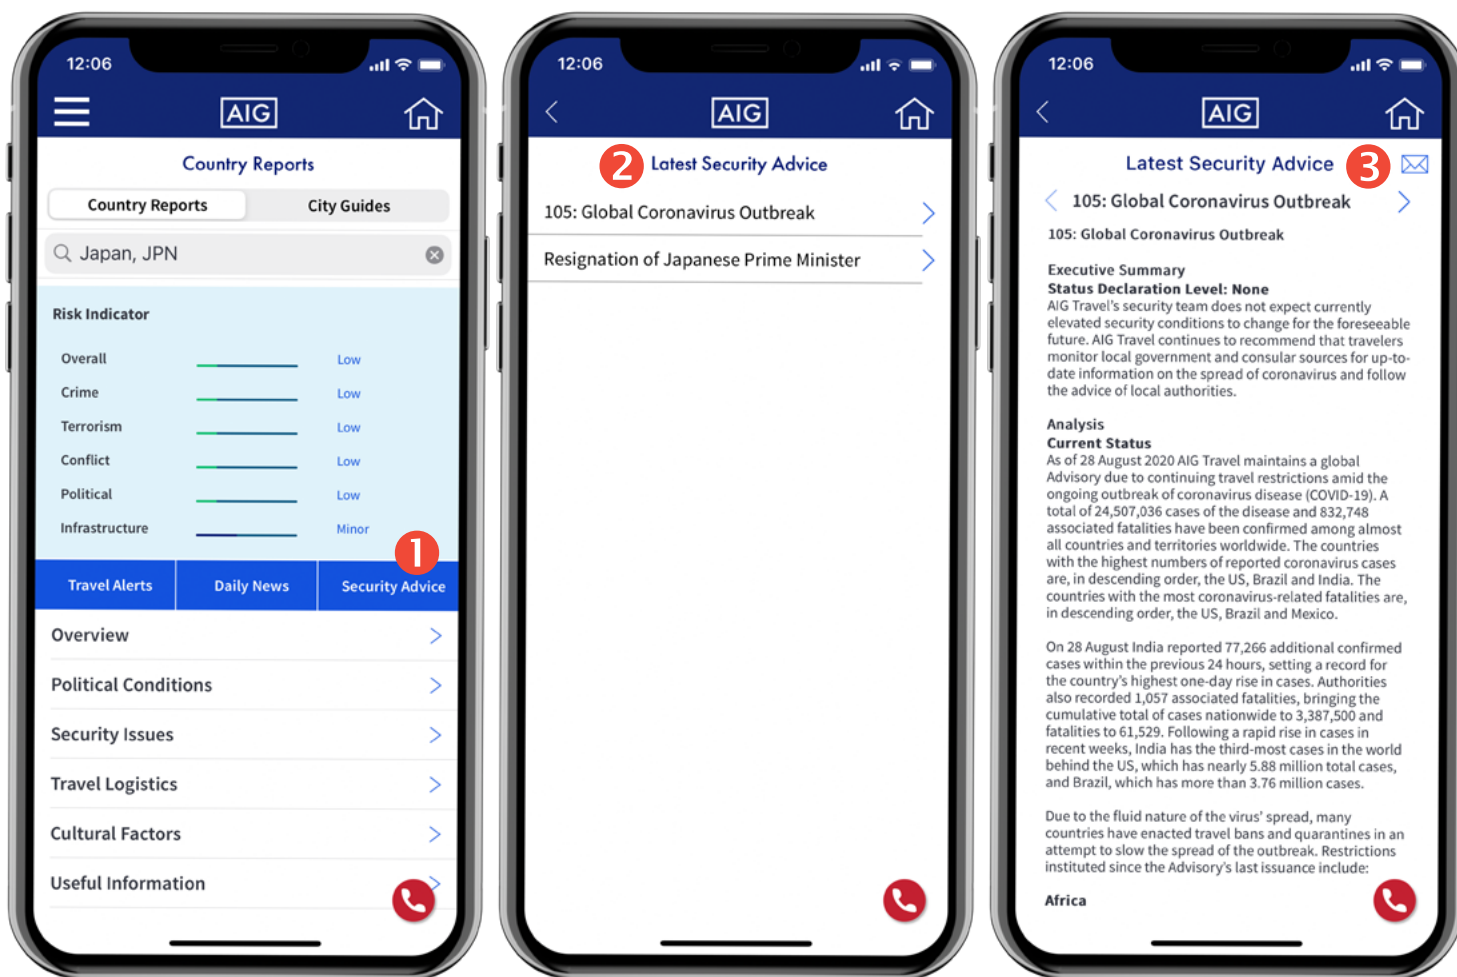 12:06
AIG
Country Reports
Country Reports
City Guides
Japan, JPN
Risk Indicator
Overall Low
Crime Low
Terrorism Low
Conflict Low
Political Low
Infrastructure Minor
1
Travel Alerts
Daily News
Security Advice
Overview
Political Conditions
Security Issues
Travel Logistics
Cultural Factors
Useful Information
12:06
AIG
2
Latest Security Advice
105: Global Coronavirus Outbreak
Resignation of Japanese Prime Minister
12:06
AIG
Latest Security Advice
3
105: Global Coronavirus Outbreak
105: Global Coronavirus Outbreak
Executive Summary
Status Declaration Level: None
AIG Travel's security team does not expect currently
elevated security conditions to change for the foreseeable
future. AIG Travel continues to recommend that travelers
monitor local government and consular sources for up-to-
date information on the spread of coronavirus and follow
the advice of local authorities.
Analysis
Current Status
As of 28 August 2020 AIG Travel maintains a global
Advisory due to continuing travel restrictions amid the
ongoing outbreak of coronavirus disease (COVID-19). A
total of 24,507,036 cases of the disease and 832,748
associated fatalities have been confirmed among almost
all countries and territories worldwide. The countries
with the highest numbers of reported coronavirus cases
are, in descending order, the US, Brazil and India. The
countries with the most coronavirus-related fatalities are,
in descending order, the US, Brazil and Mexico.
On 28 August India reported 77,266 additional confirmed
cases within the previous 24 hours, setting a record for
the country's highest one-day rise in cases. Authorities
also recorded 1,057 associated fatalities, bringing the
cumulative total of cases nationwide to 3,387,500 and
fatalities to 61,529. Following a rapid rise in cases in
recent weeks, India has the third-most cases in the world
behind the US, which has nearly 5.88 million total cases,
and Brazil, which has more than 3.76 million cases.
Due to the fluid nature of the virus' spread, many
countries have enacted travel bans and quarantines in an
attempt to slow the spread of the outbreak. Restrictions
instituted since the Advisory's last issuance include:
Africa